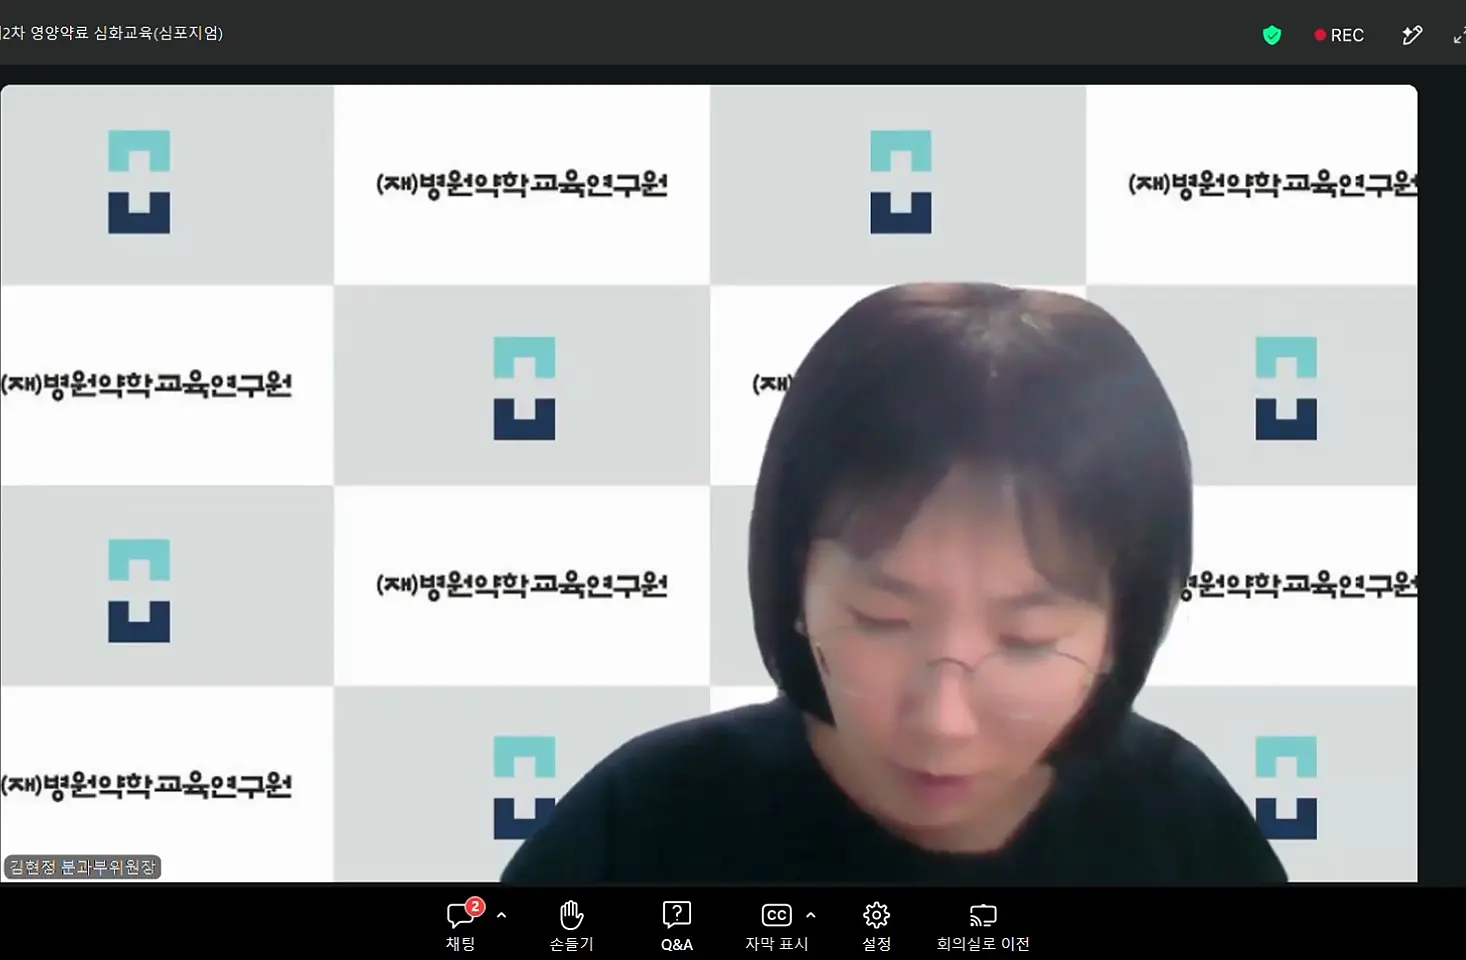 2차 영양약료 심화교육(심포지엄)
REC
(재)병원약학교육연구원
(재)병원약학교육연구원
(재)병원약학교육연구원
(재)
(재)병원약학교육연구원
병원약학교육연구원
(재)병원약학교육연구원
김현정 분과부위원장
2
채팅
손들기
Q&A
CC
자막 표시
설정
회의실로 이전